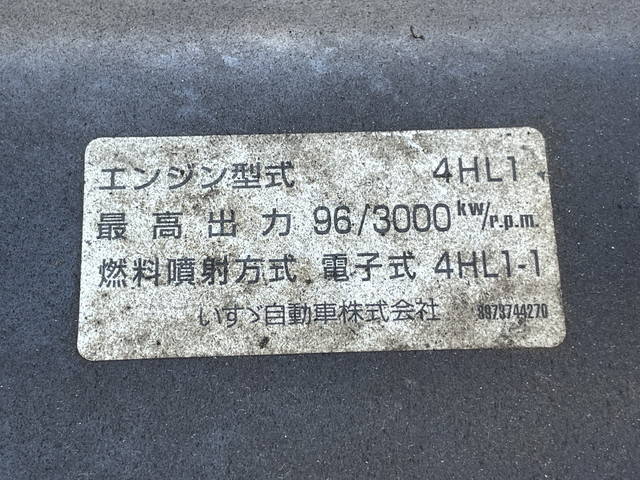 エンジン型式 4HL1
最高出力 96/3000 kW/r.p.m.
燃料噴射方式 電子式 4HL1-1
いすゞ自動車株式会社 8973744270